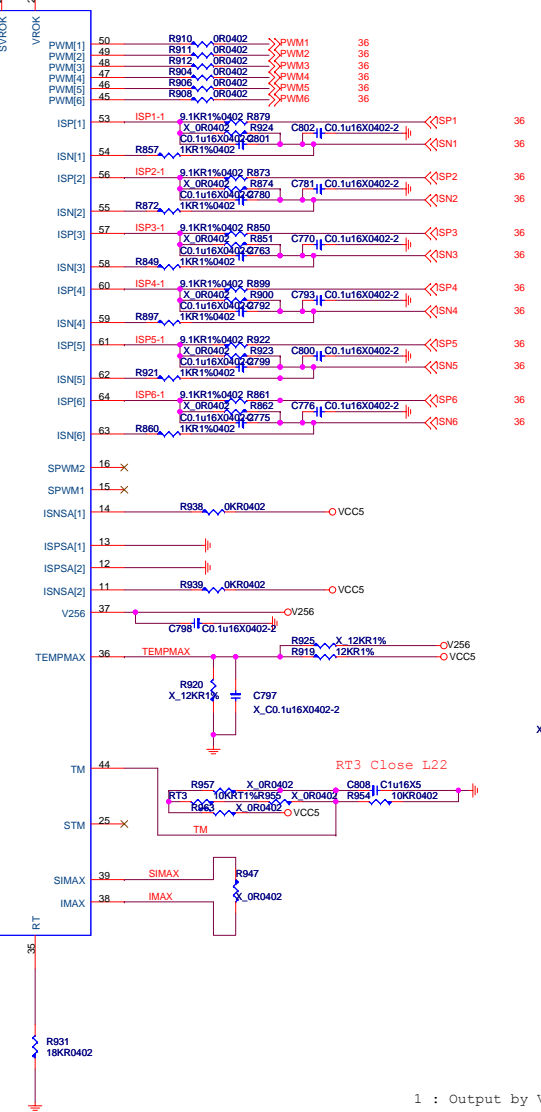 SVROK
VROK
PWM[1] 50 R910 0R0402 PWM1 36
PWM[2] 49 R911 0R0402 PWM2 36
PWM[3] 48 R912 0R0402 PWM3 36
PWM[4] 47 R904 0R0402 PWM4 36
PWM[5] 46 R906 0R0402 PWM5 36
PWM[6] 45 R908 0R0402 PWM6 36
ISP[1] 53 ISP1-1 9.1KR1%0402 R879 ISP1 36
X_0R0402 R924 C802 C0.1u16X0402-2
C0.1u16X0402-2 C801 ISN1 36
ISN[1] 54 R857 1KR1%0402
ISP[2] 56 ISP2-1 9.1KR1%0402 R873 ISP2 36
X_0R0402 R874 C781 C0.1u16X0402-2
C0.1u16X0402-2 C780 ISN2 36
ISN[2] 55 R872 1KR1%0402
ISP[3] 57 ISP3-1 9.1KR1%0402 R850 ISP3 36
X_0R0402 R851 C770 C0.1u16X0402-2
C0.1u16X0402-2 C763 ISN3 36
ISN[3] 58 R849 1KR1%0402
ISP[4] 60 ISP4-1 9.1KR1%0402 R899 ISP4 36
X_0R0402 R900 C793 C0.1u16X0402-2
C0.1u16X0402-2 C792 ISN4 36
ISN[4] 59 R897 1KR1%0402
ISP[5] 61 ISP5-1 9.1KR1%0402 R922 ISP5 36
X_0R0402 R923 C800 C0.1u16X0402-2
C0.1u16X0402-2 C799 ISN5 36
ISN[5] 62 R921 1KR1%0402
ISP[6] 64 ISP6-1 9.1KR1%0402 R861 ISP6 36
X_0R0402 R862 C776 C0.1u16X0402-2
C0.1u16X0402-2 C775 ISN6 36
ISN[6] 63 R860 1KR1%0402
SPWM2 16
SPWM1 15
ISNSA[1] 14 R938 0KR0402 VCC5
ISPSA[1] 13
ISPSA[2] 12
ISNSA[2] 11 R939 0KR0402 VCC5
V256 37 V256
C798 C0.1u16X0402-2
R925 X_12KR1% V256
TEMPMAX 36 TEMPMAX R919 12KR1% VCC5
R920 X_12KR1%
C797 X_C0.1u16X0402-2
RT3 Close L22
TM 44
R957 X_0R0402 C808 C1u16X5
RT3 10KRT1% R955 X_0R0402 R954 10KR0402
R963 X_0R0402 VCC5
TM
STM 25
SIMAX 39 SIMAX R947
IMAX 38 IMAX X_0R0402
RT
35
R931
18KR0402
1 : Output by